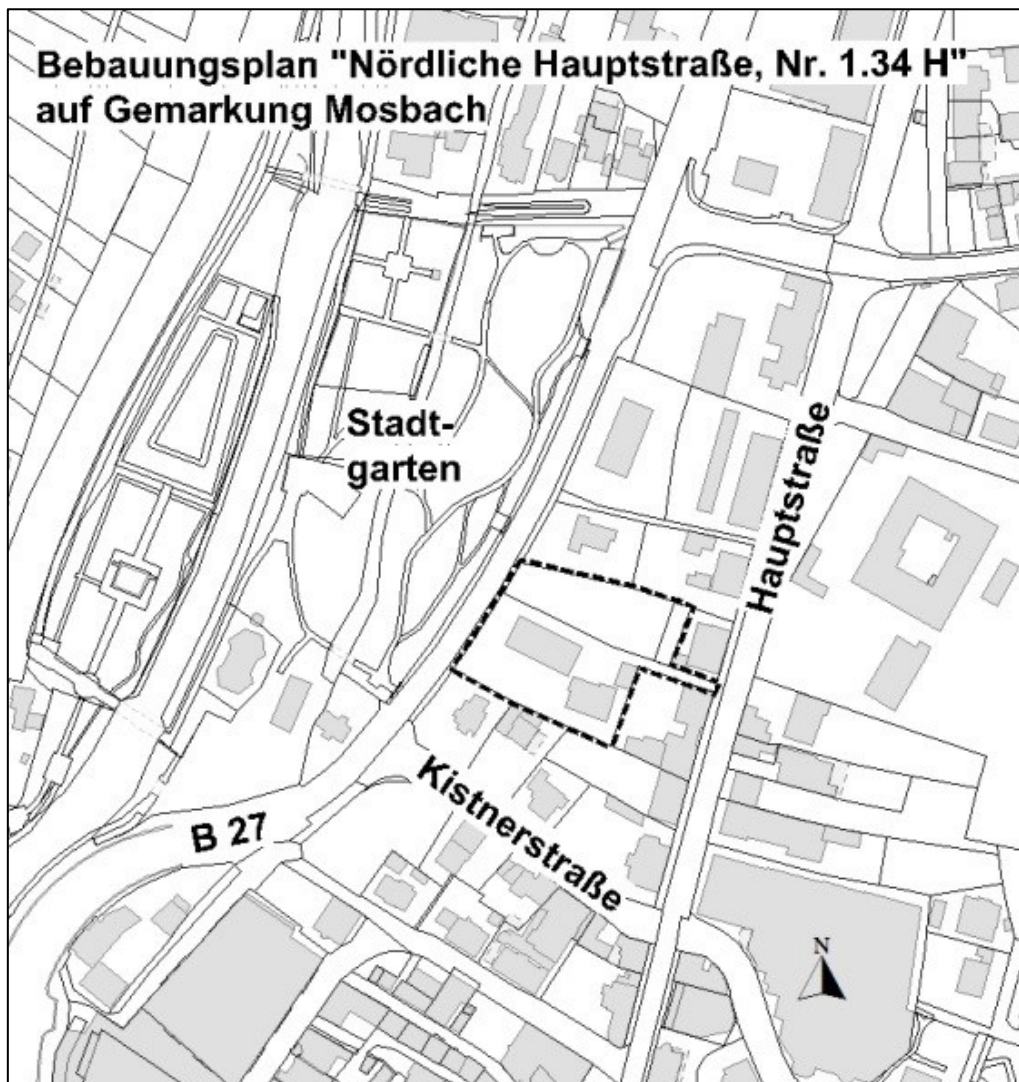 Bebauungsplan "Nördliche Hauptstraße, Nr. 1.34 H"
auf Gemarkung Mosbach
Stadt-
garten
Hauptstraße
Kistnerstraße
B 27
N